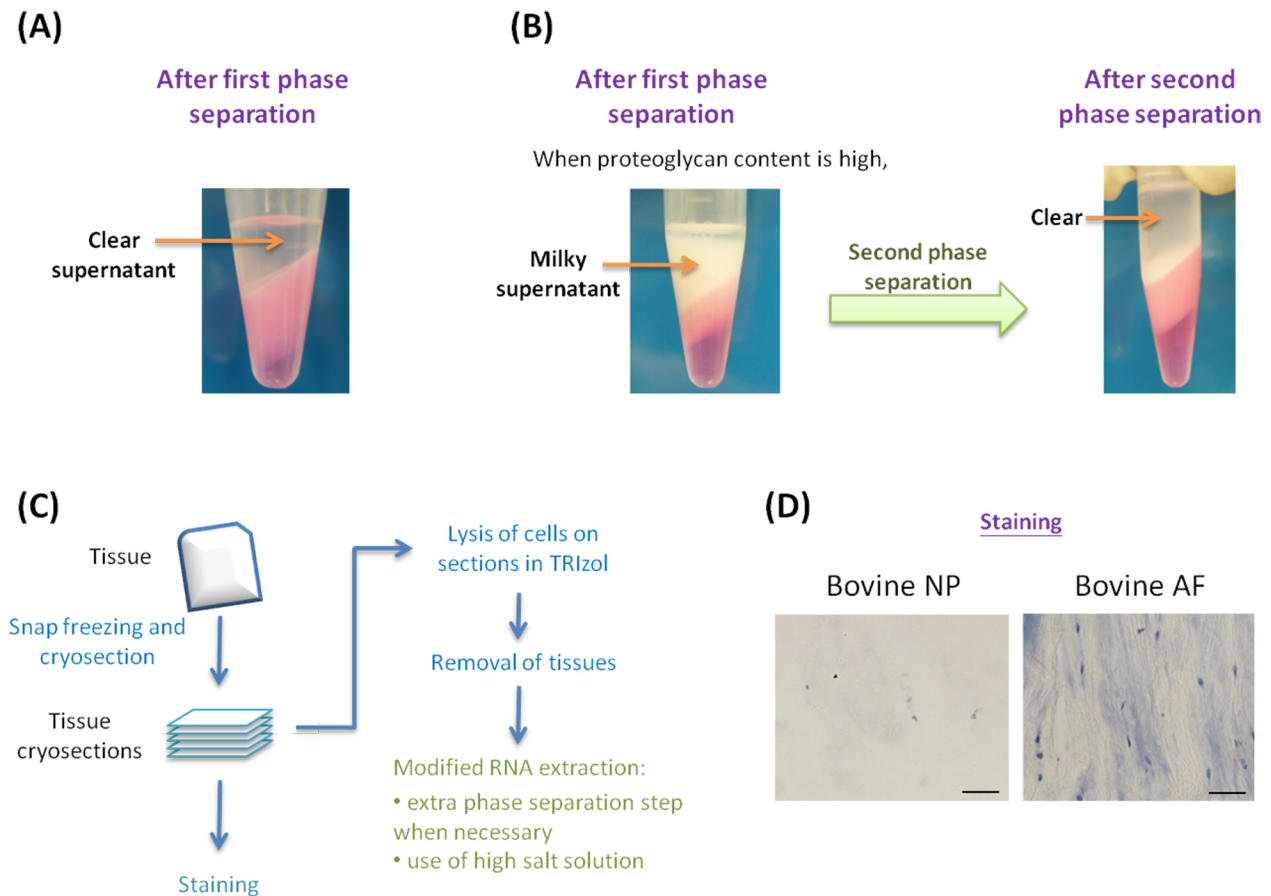 (A)
After first phase
separation
Clear
supernatant
(B)
After first phase
separation
When proteoglycan content is high,
Milky
supernatant
Second phase
separation
After second
phase separation
Clear
(C)
Tissue
Snap freezing and
cryosection
Tissue
cryosections
Staining
Lysis of cells on
sections in TRIzol
Removal of tissues
Modified RNA extraction:
• extra phase separation step
when necessary
• use of high salt solution
(D)
Staining
Bovine NP
Bovine AF